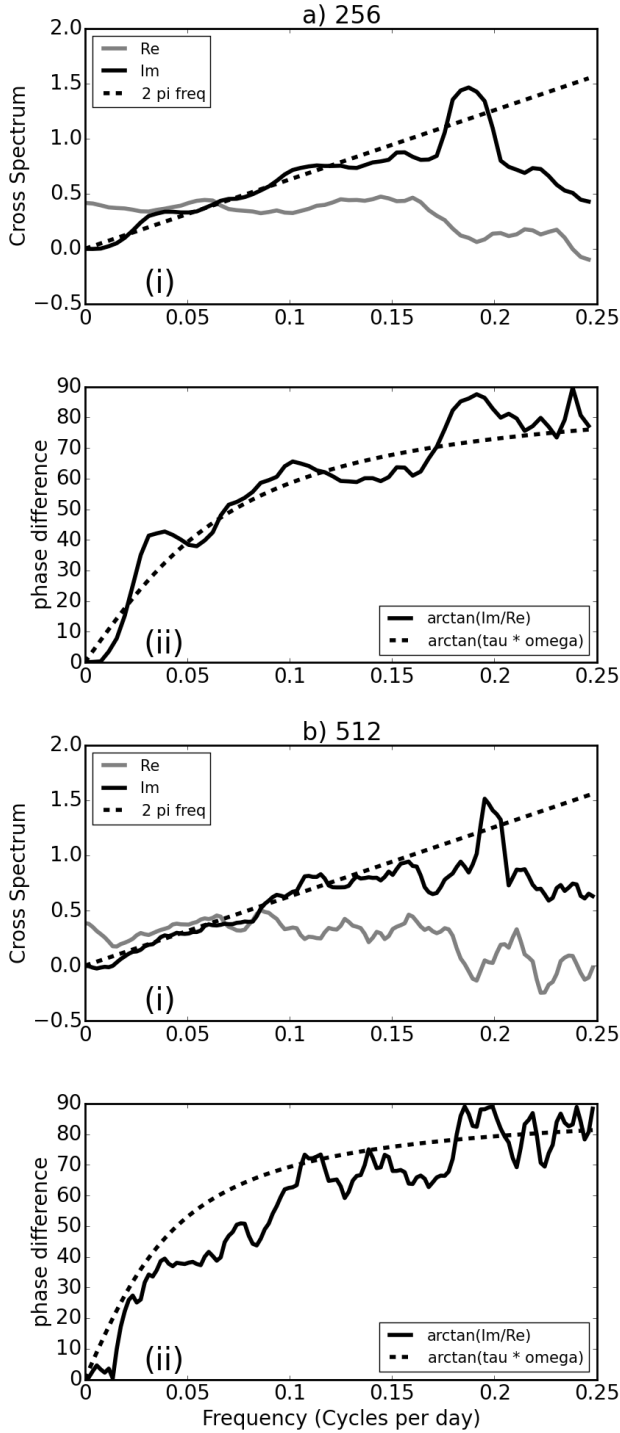 a) 256
2.0
1.5
1.0
0.5
0.0
−0.5
Cross Spectrum
Re
Im
2 pi freq
(i)
0 0.05 0.1 0.15 0.2 0.25
90
80
70
60
50
40
30
20
10
0
phase difference
(ii)
arctan(Im/Re)
arctan(tau * omega)
0 0.05 0.1 0.15 0.2 0.25
b) 512
2.0
1.5
1.0
0.5
0.0
−0.5
Cross Spectrum
Re
Im
2 pi freq
(i)
0 0.05 0.1 0.15 0.2 0.25
90
80
70
60
50
40
30
20
10
0
phase difference
(ii)
arctan(Im/Re)
arctan(tau * omega)
0 0.05 0.1 0.15 0.2 0.25
Frequency (Cycles per day)